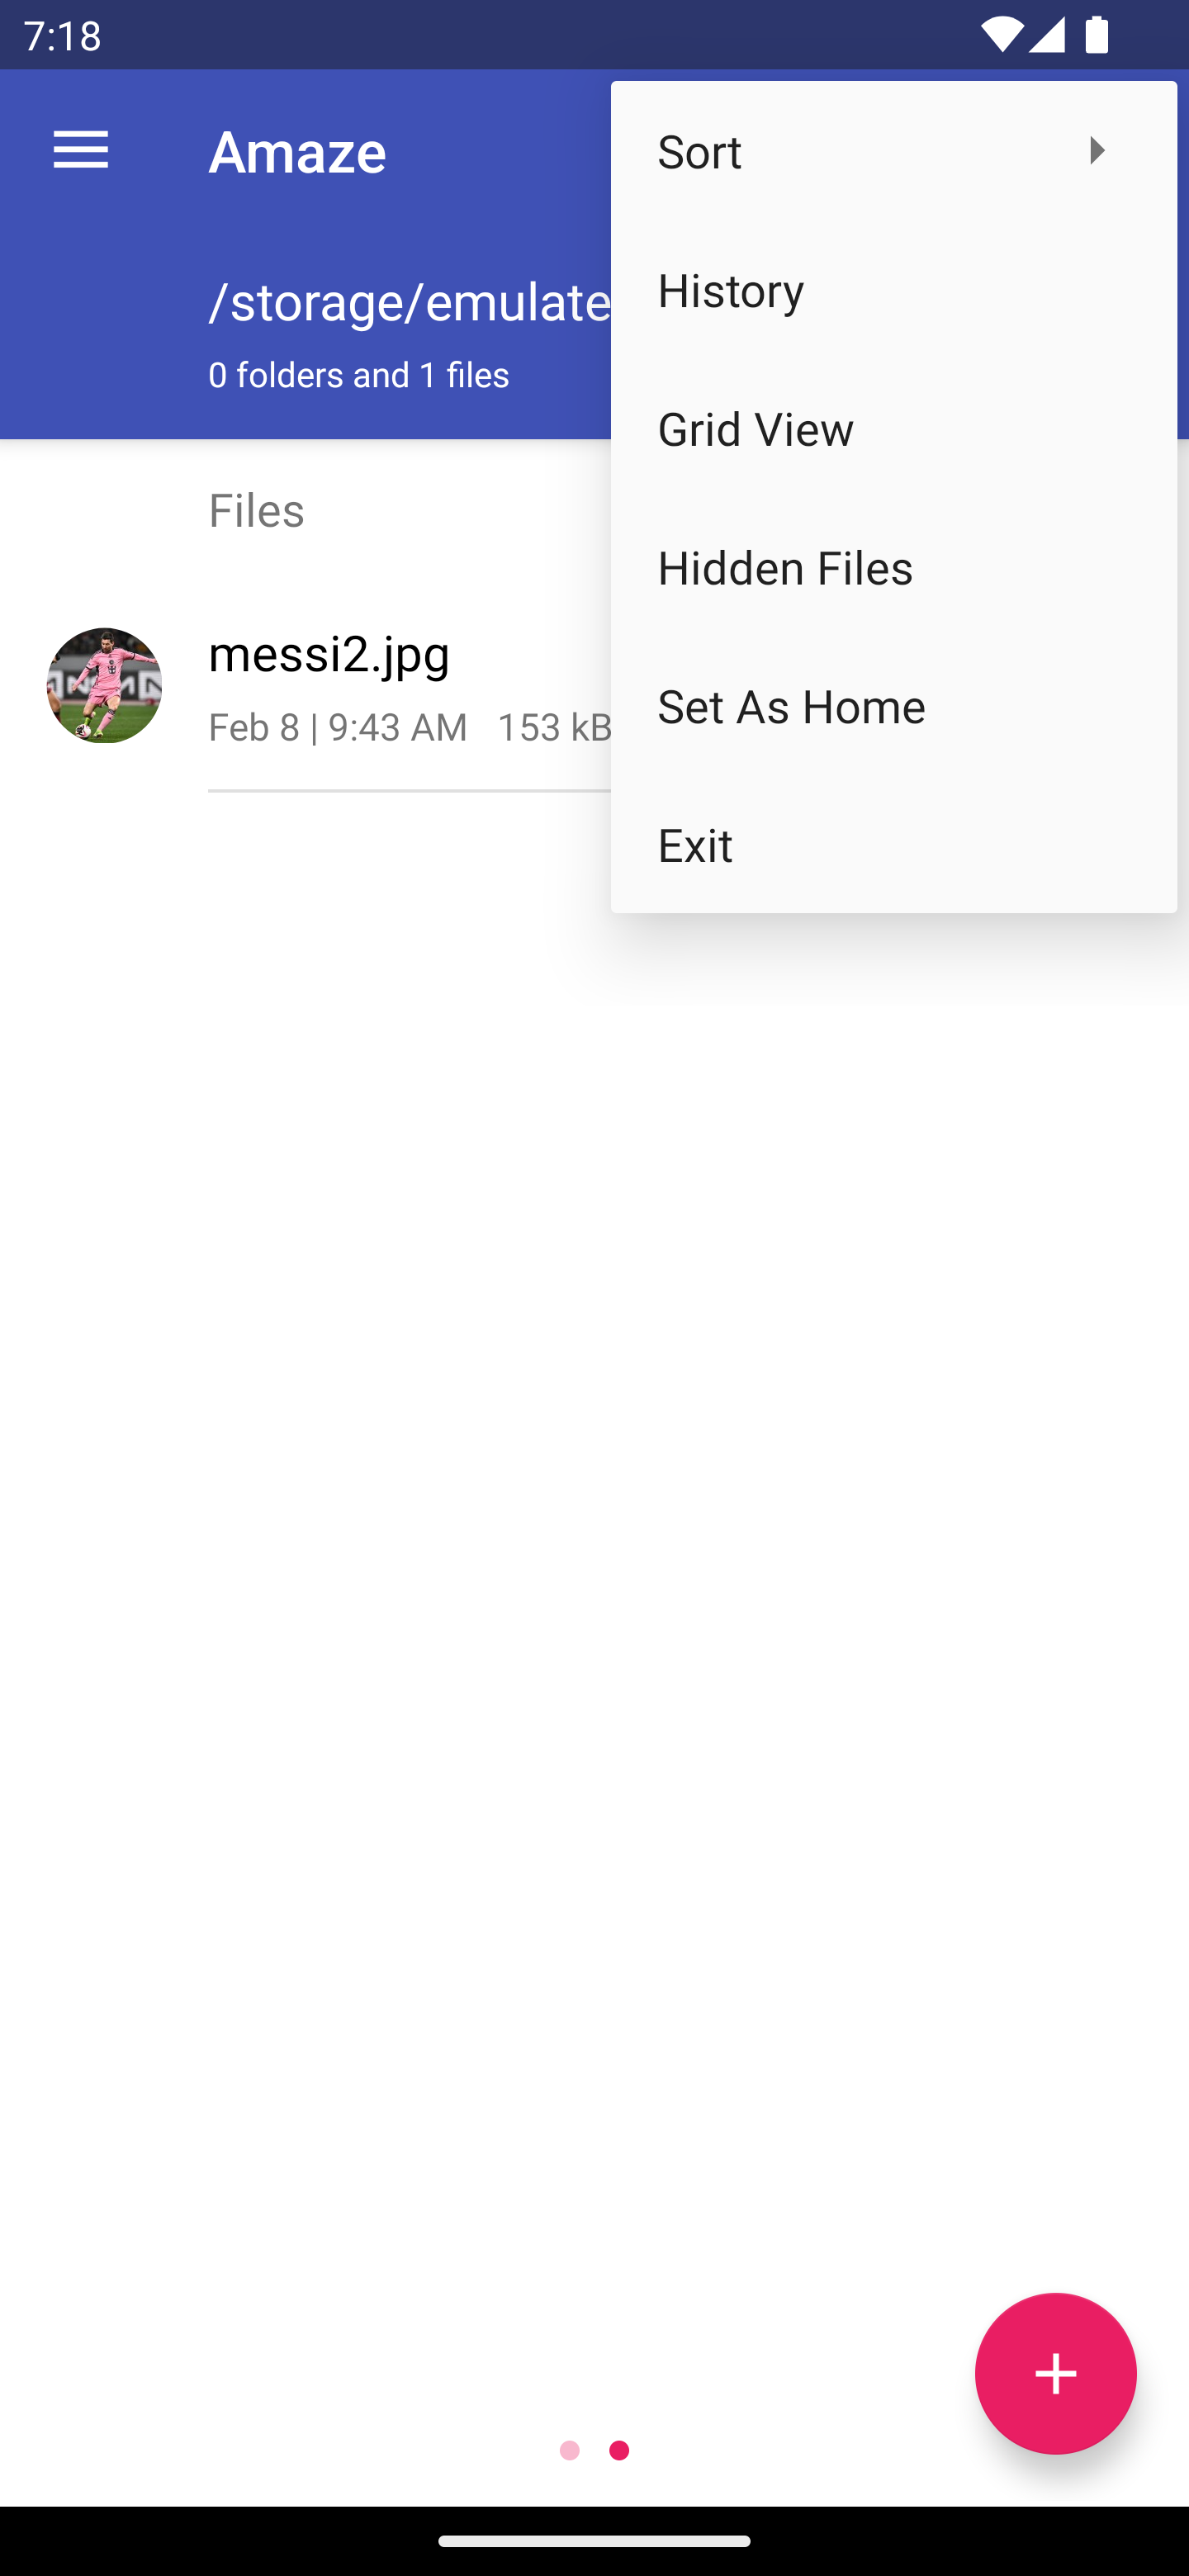 7:18
Amaze
/storage/emulate
0 folders and 1 files
Sort
History
Grid View
Hidden Files
Set As Home
Exit
Files
messi2.jpg
Feb 8 | 9:43 AM 153 kB